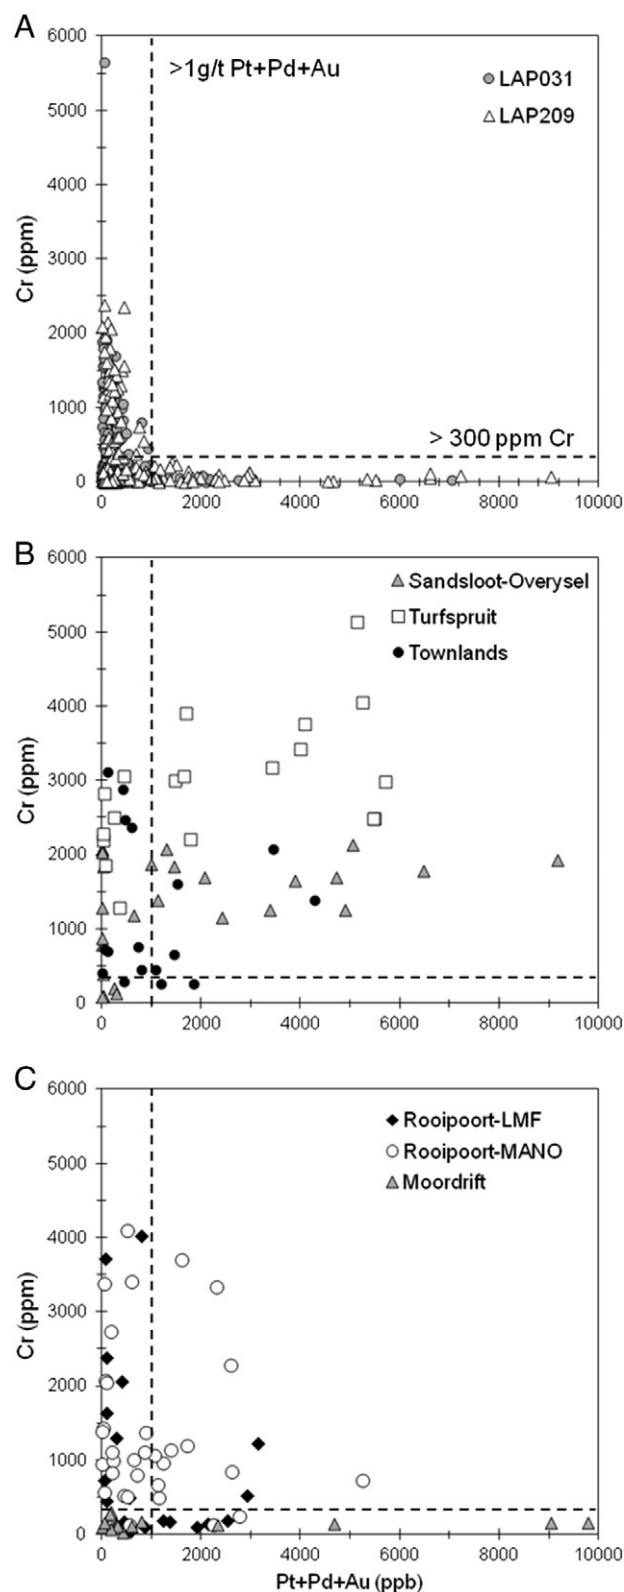 A
6000
5000
4000
3000
2000
1000
0
Cr (ppm)
>1g/t Pt+Pd+Au
LAP031
LAP209
> 300 ppm Cr
0 2000 4000 6000 8000 10000
B
6000
5000
4000
3000
2000
1000
0
Cr (ppm)
Sandsloot-Overysel
Turfspruit
Townlands
0 2000 4000 6000 8000 10000
C
6000
5000
4000
3000
2000
1000
0
Cr (ppm)
Rooipoort-LMF
Rooipoort-MANO
Moordrift
0 2000 4000 6000 8000 10000
Pt+Pd+Au (ppb)